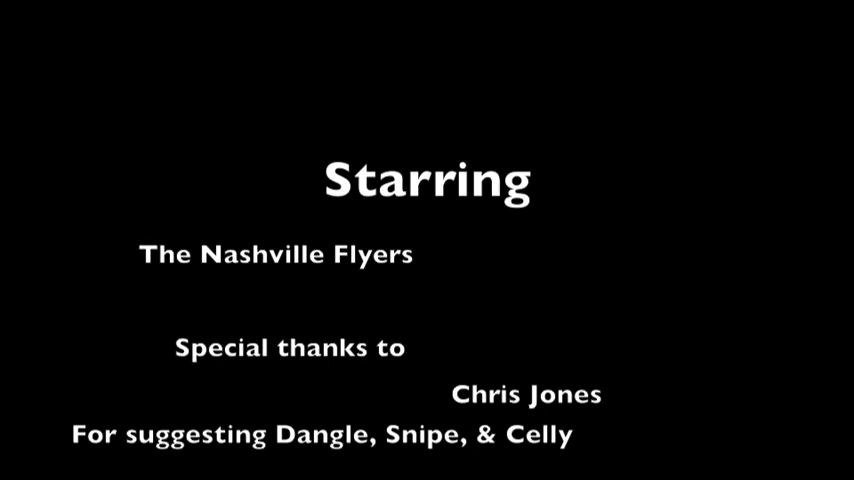 Starring
The Nashville Flyers
Special thanks to
Chris Jones
For suggesting Dangle, Snipe, & Celly